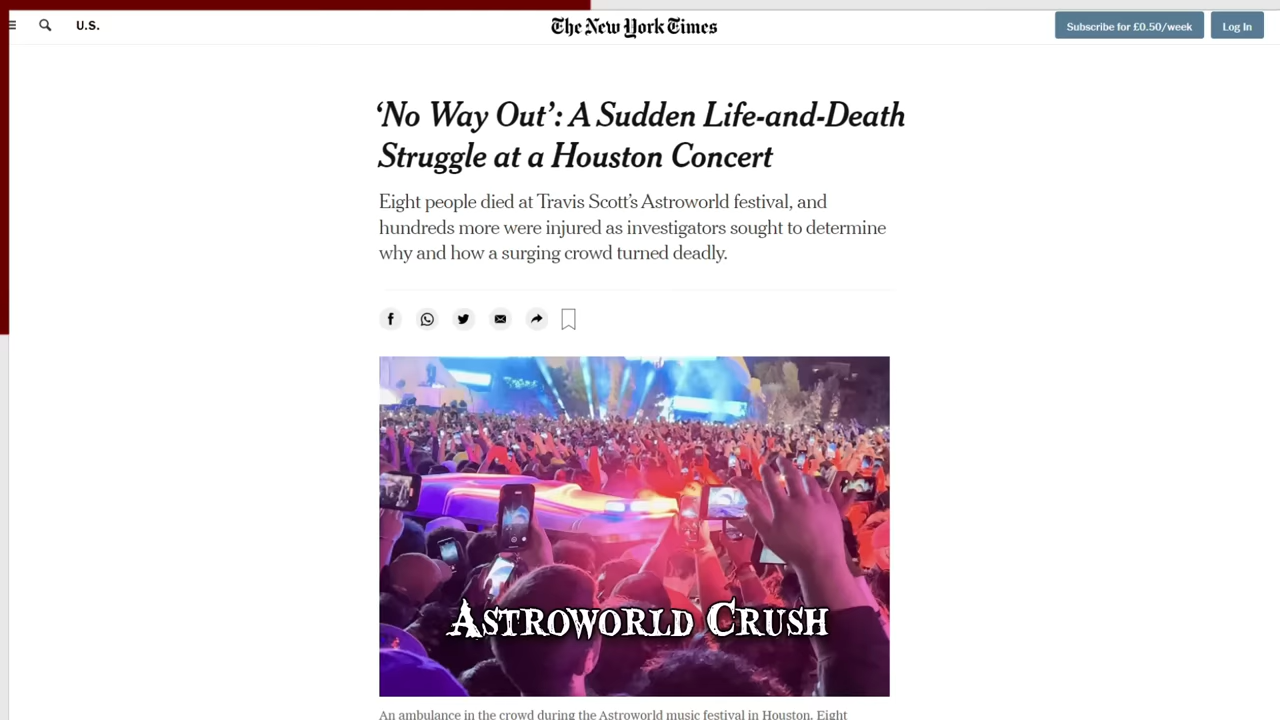 U.S.
The New York Times
Subscribe for £0.50/week
Log In
‘No Way Out’: A Sudden Life-and-Death
Struggle at a Houston Concert
Eight people died at Travis Scott’s Astroworld festival, and
hundreds more were injured as investigators sought to determine
why and how a surging crowd turned deadly.
Astroworld Crush
An ambulance in the crowd during the Astroworld music festival in Houston. Eight